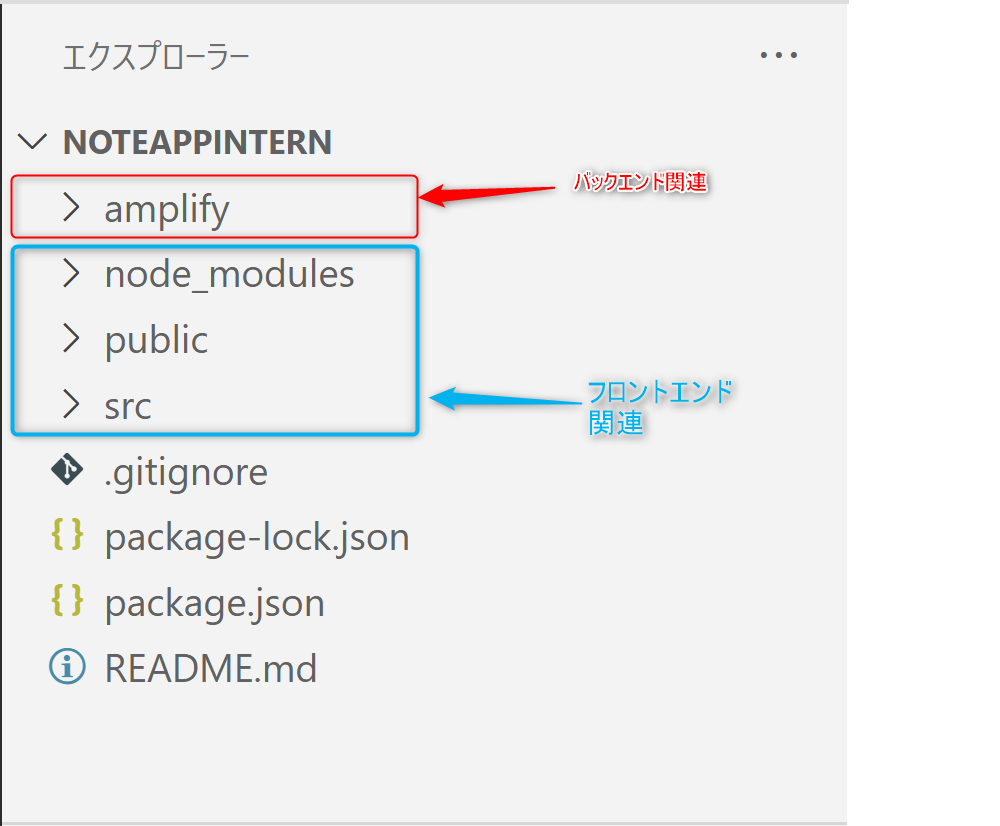 エクスプローラー
NOTEAPPINTERN
amplify
バックエンド関連
node_modules
public
src
フロントエンド
関連
.gitignore
package-lock.json
package.json
README.md